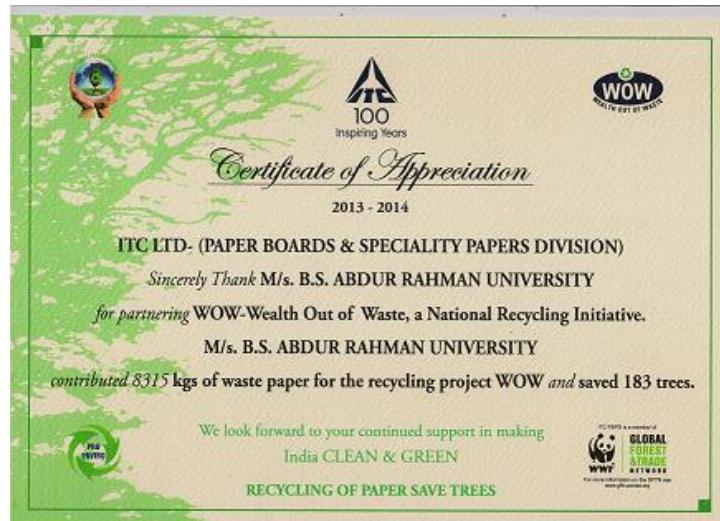 ITC
100
Inspiring Years
WOW
WEALTH OUT OF WASTE
Certificate of Appreciation
2013 - 2014
ITC LTD- (PAPER BOARDS & SPECIALITY PAPERS DIVISION)
Sincerely Thank M/s. B.S. ABDUR RAHMAN UNIVERSITY
for partnering WOW-Wealth Out of Waste, a National Recycling Initiative.
M/s. B.S. ABDUR RAHMAN UNIVERSITY
contributed 8315 kgs of waste paper for the recycling project WOW and saved 183 trees.
We look forward to your continued support in making
India CLEAN & GREEN
RECYCLING OF PAPER SAVE TREES
WWF
GLOBAL
FOREST
& TRADE
NETWORK